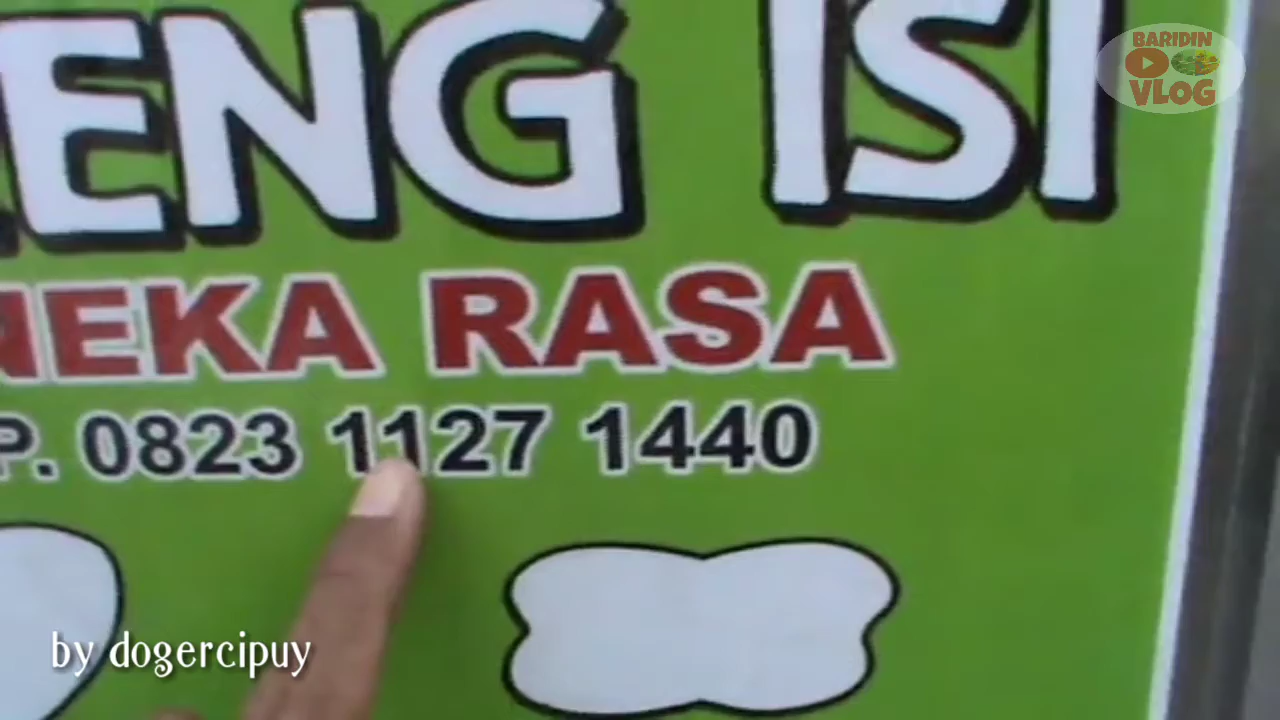 ENG ISI
NEKA RASA
P. 0823 1127 1440
BARIDIN
VLOG
by dogercipuy